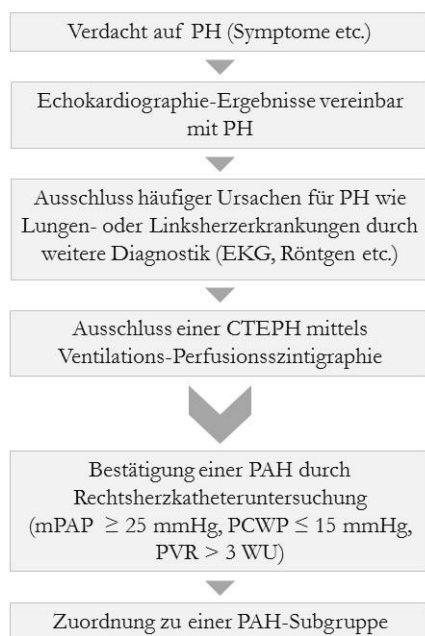 Verdacht auf PH (Symptome etc.)
Echokardiographie-Ergebnisse vereinbar
mit PH
Ausschluss häufiger Ursachen für PH wie
Lungen- oder Linksherzerkrankungen durch
weitere Diagnostik (EKG, Röntgen etc.)
Ausschluss einer CTEPH mittels
Ventilations-Perfusionsszintigraphie
Bestätigung einer PAH durch
Rechtsherzkatheteruntersuchung
(mPAP ≥ 25 mmHg, PCWP ≤ 15 mmHg,
PVR > 3 WU)
Zuordnung zu einer PAH-Subgruppe